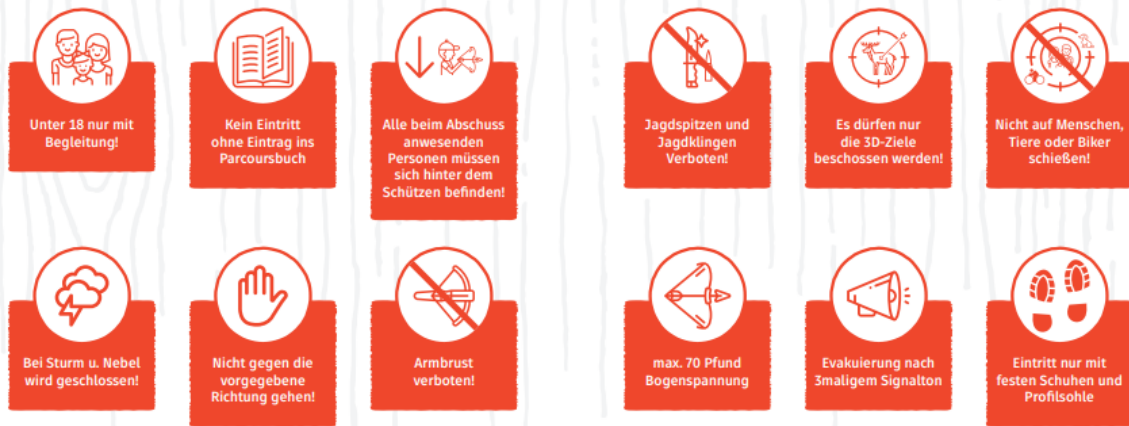 Unter 18 nur mit
Begleitung!
Kein Eintritt
ohne Eintrag ins
Parcoursbuch
Alle beim Abschuss
anwesenden
Personen müssen
sich hinter dem
Schützen befinden!
Jagdspitzen und
Jagdklingen
Verboten!
Es dürfen nur
die 3D-Ziele
beschossen werden!
Nicht auf Menschen,
Tiere oder Biker
schießen!
Bei Sturm u. Nebel
wird geschlossen!
Nicht gegen die
vorgegebene
Richtung gehen!
Armbrust
verboten!
max. 70 Pfund
Bogenspannung
Evakuierung nach
3maligem Signalton
Eintritt nur mit
festen Schuhen und
Profilsohle